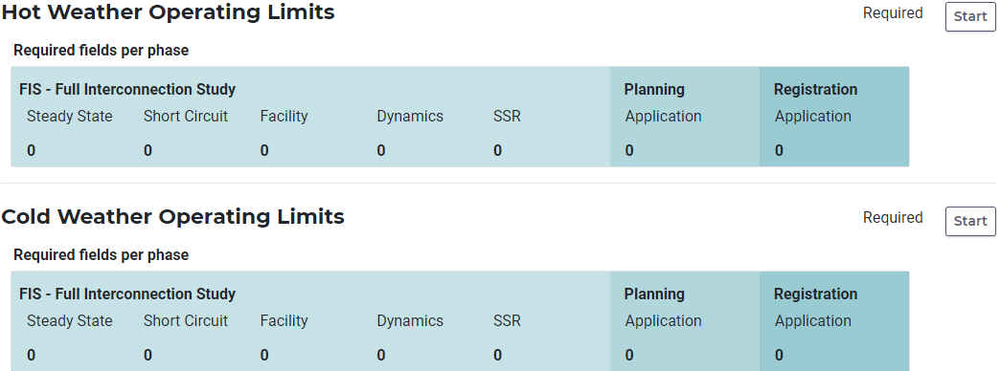 Hot Weather Operating Limits Required Start
Required fields per phase
FIS - Full Interconnection Study Planning Registration
Steady State Short Circuit Facility Dynamics SSR Application Application
0 0 0 0 0 0 0
Cold Weather Operating Limits Required Start
Required fields per phase
FIS - Full Interconnection Study Planning Registration
Steady State Short Circuit Facility Dynamics SSR Application Application
0 0 0 0 0 0 0